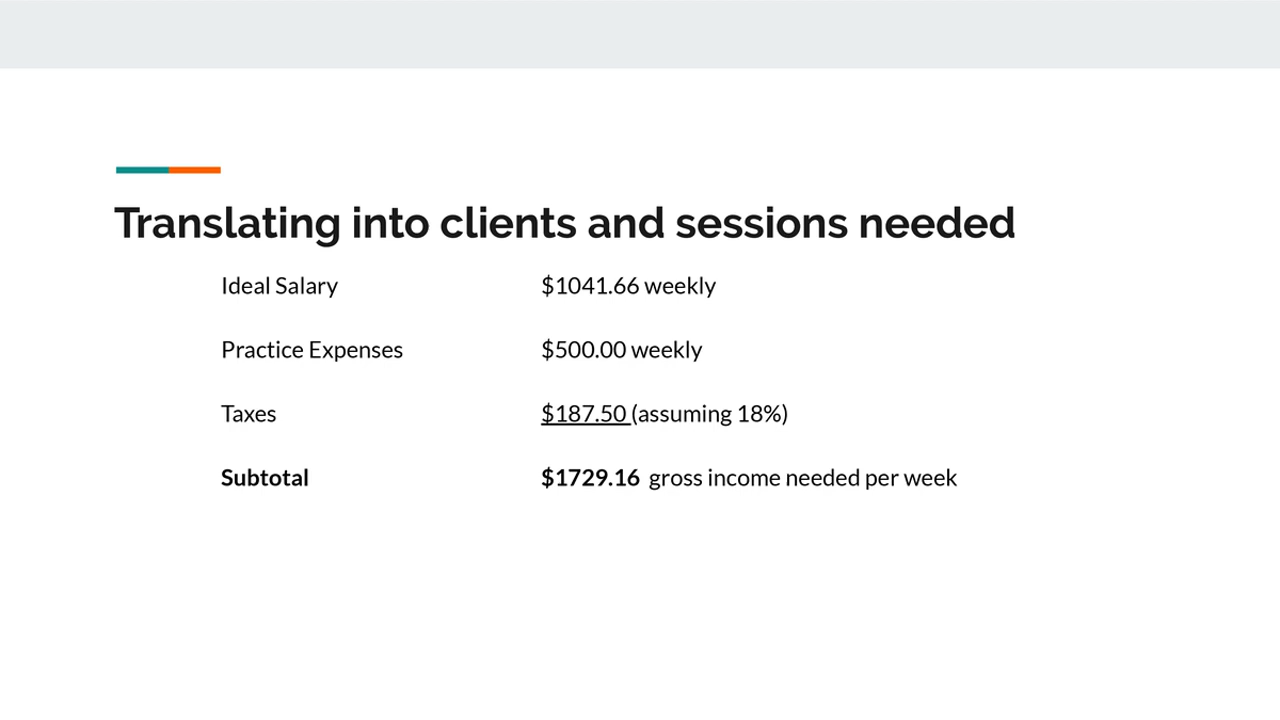 Translating into clients and sessions needed
Ideal Salary $1041.66 weekly
Practice Expenses $500.00 weekly
Taxes $187.50 (assuming 18%)
Subtotal $1729.16 gross income needed per week